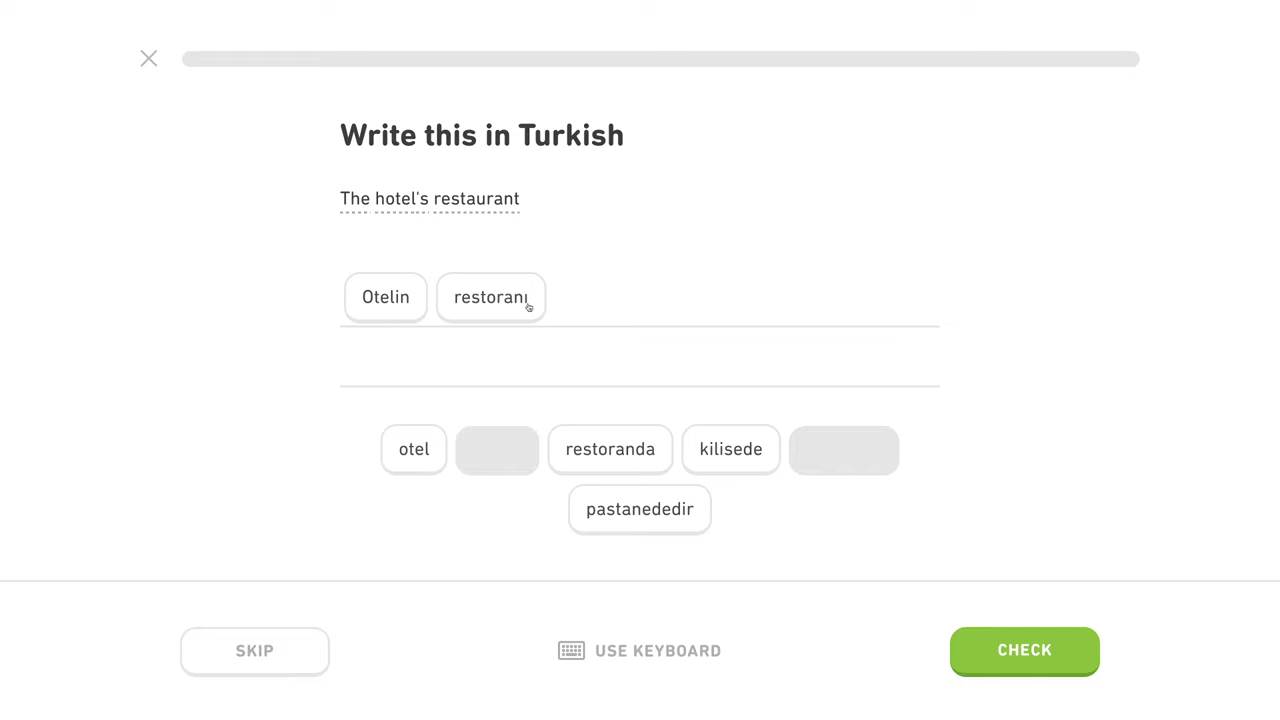 Write this in Turkish
The hotel's restaurant
Otelin restoranı
otel restoranda kilisede
pastanededir
SKIP USE KEYBOARD CHECK